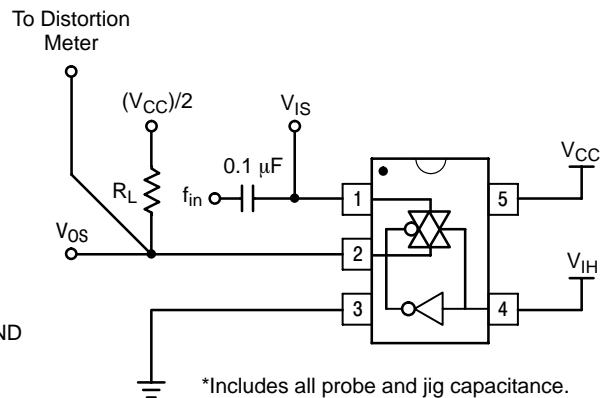 To Distortion
Meter
(V_CC)/2
V_IS
0.1 μF
V_CC
R_L
f_in
1
5
V_OS
2
V_IH
3
4
ND
*Includes all probe and jig capacitance.